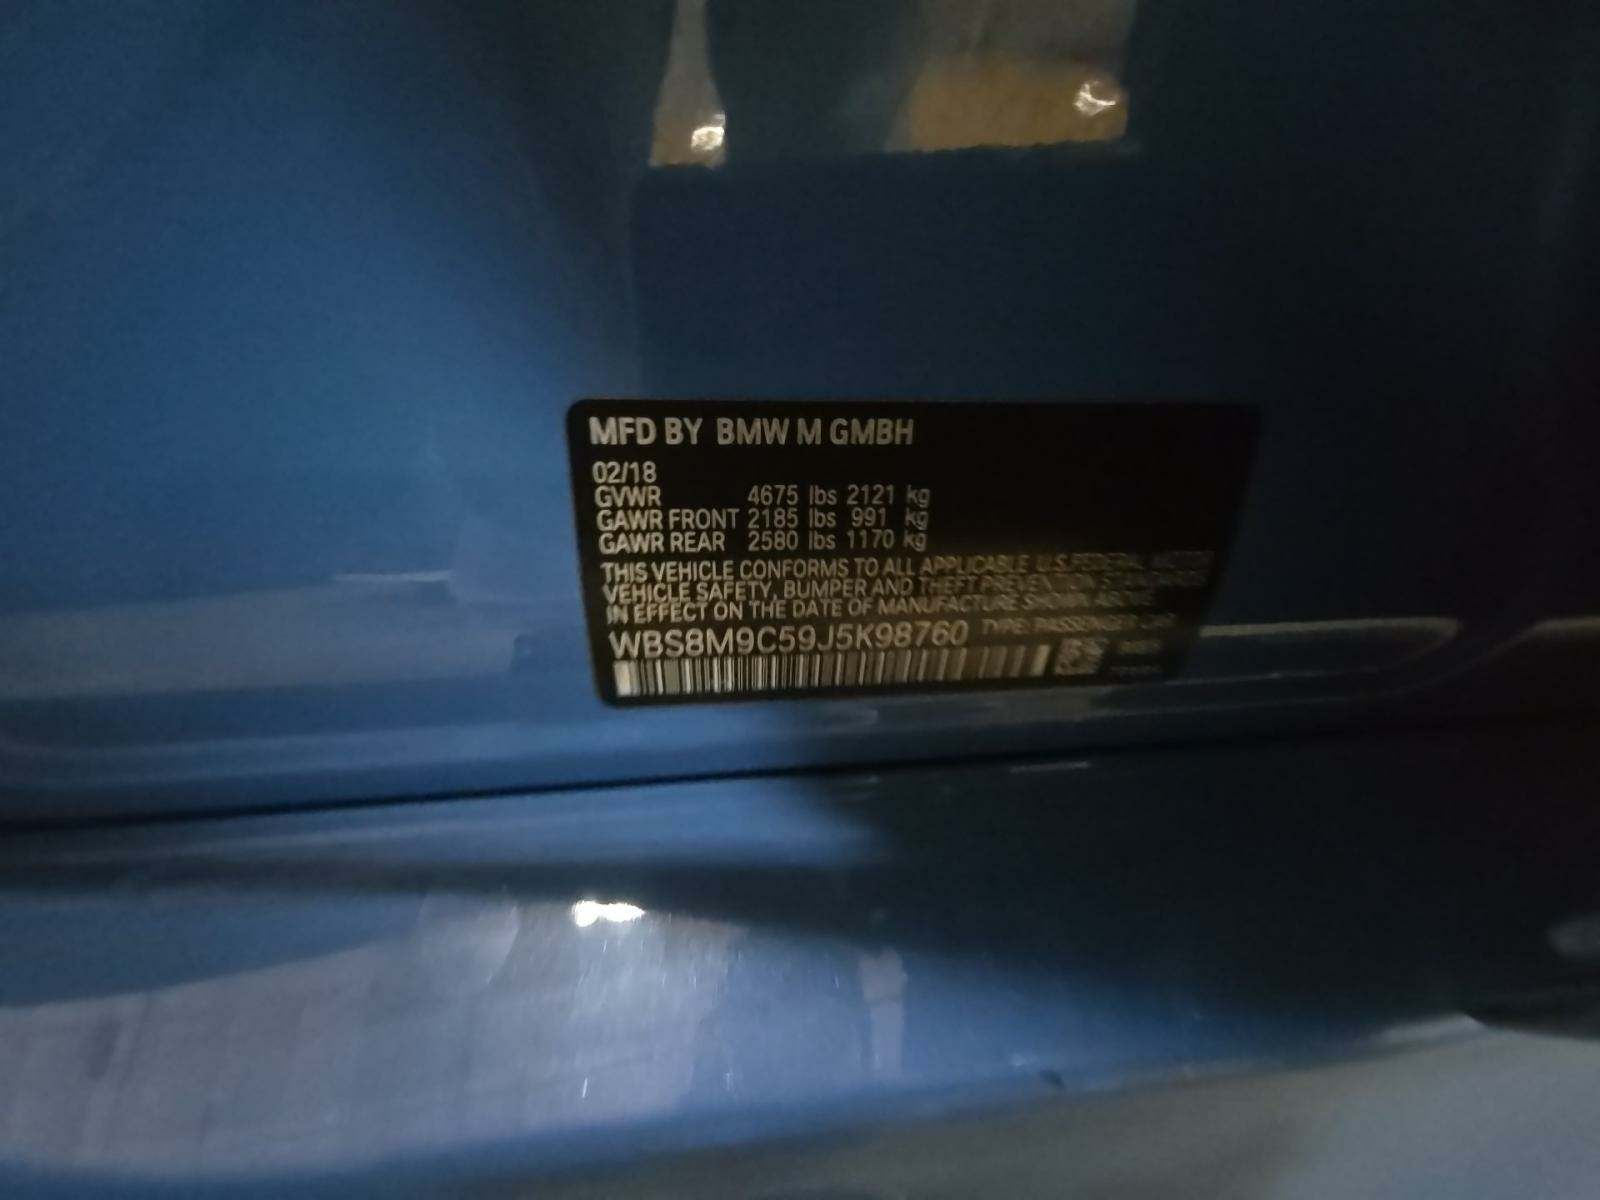 MFD BY BMW M GMBH
02/18
GVWR 4675 lbs 2121 kg
GAWR FRONT 2185 lbs 991 kg
GAWR REAR 2580 lbs 1170 kg
THIS VEHICLE CONFORMS TO ALL APPLICABLE U.S.FEDERAL MOTOR
VEHICLE SAFETY, BUMPER AND THEFT PREVENTION STANDARDS
IN EFFECT ON THE DATE OF MANUFACTURE SHOWN ABOVE
WBS8M9C59J5K98760 TYPE: PASSENGER CAR